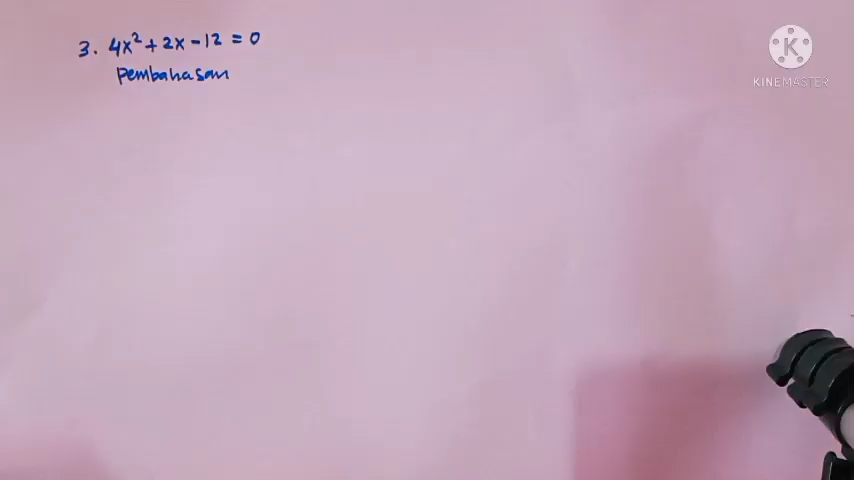 3. 4x² + 2x - 12 = 0
Pembahasan
K
KINEMASTER